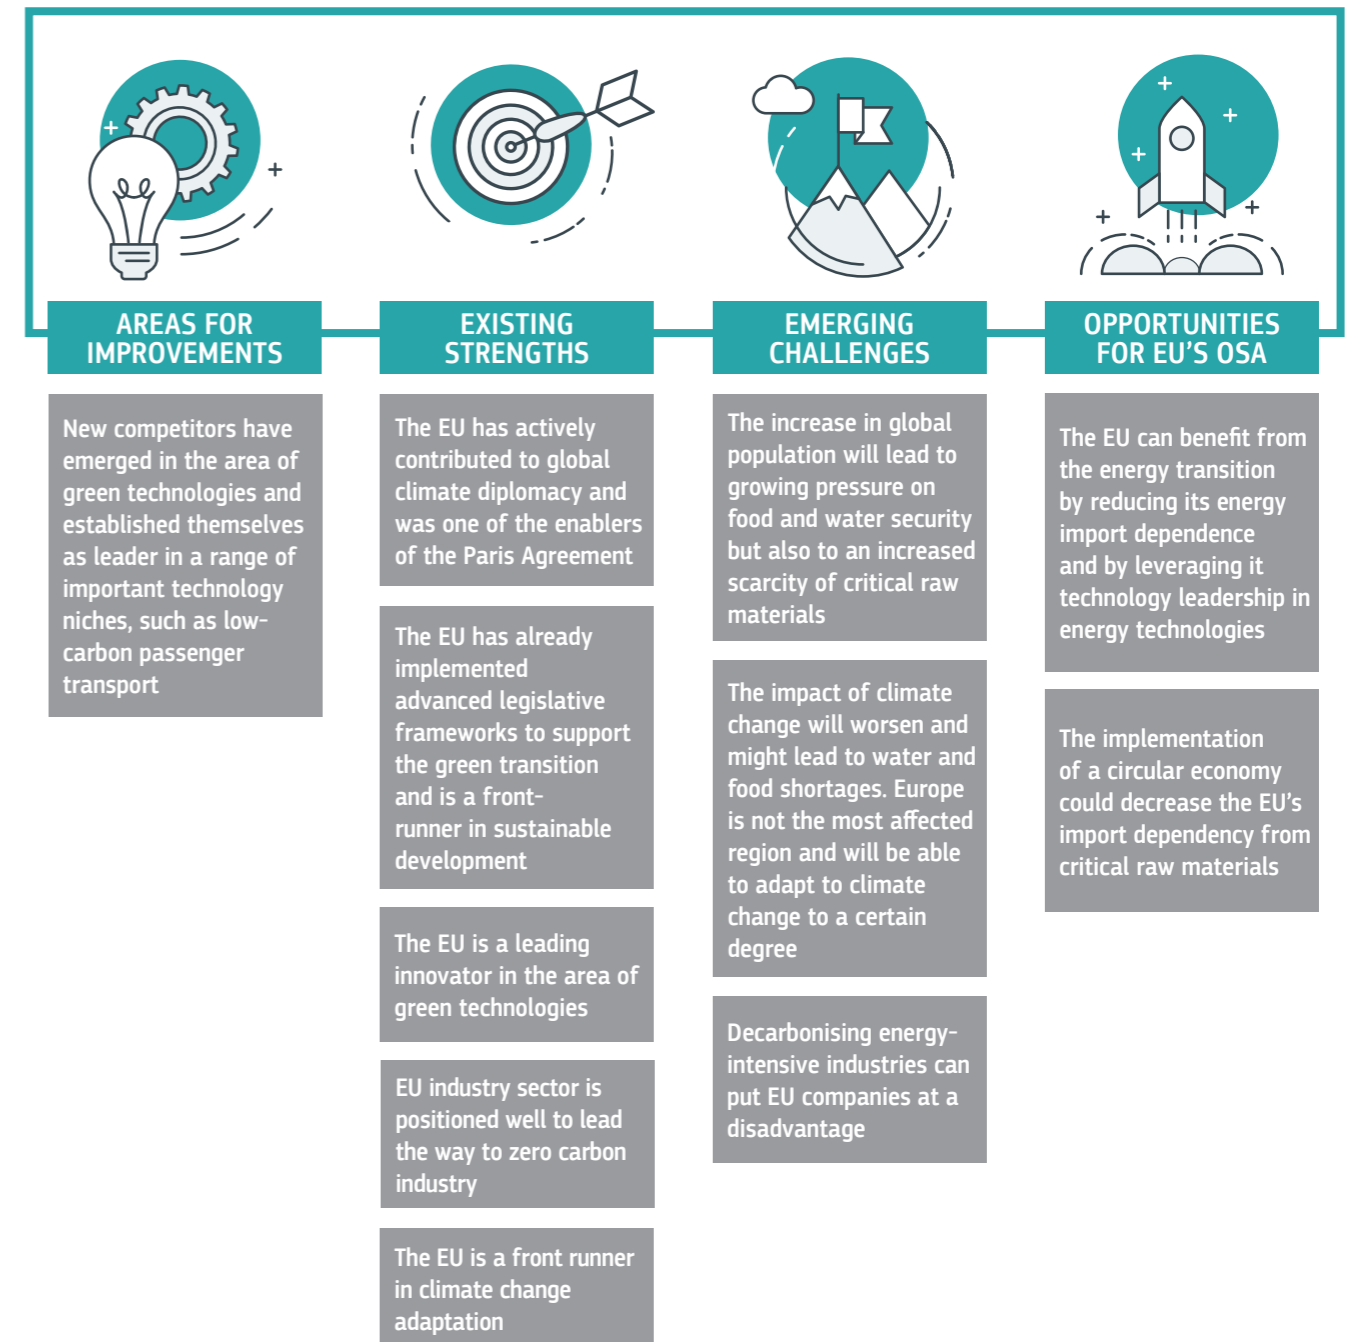 AREAS FOR
IMPROVEMENTS
New competitors have
emerged in the area of
green technologies and
established themselves
as leader in a range of
important technology
niches, such as low-
carbon passenger
transport
EXISTING
STRENGTHS
The EU has actively
contributed to global
climate diplomacy and
was one of the enablers
of the Paris Agreement
The EU has already
implemented
advanced legislative
frameworks to support
the green transition
and is a front-
runner in sustainable
development
The EU is a leading
innovator in the area of
green technologies
EU industry sector is
positioned well to lead
the way to zero carbon
industry
The EU is a front runner
in climate change
adaptation
EMERGING
CHALLENGES
The increase in global
population will lead to
growing pressure on
food and water security
but also to an increased
scarcity of critical raw
materials
The impact of climate
change will worsen and
might lead to water and
food shortages. Europe
is not the most affected
region and will be able
to adapt to climate
change to a certain
degree
Decarbonising energy-
intensive industries can
put EU companies at a
disadvantage
OPPORTUNITIES
FOR EU'S OSA
The EU can benefit from
the energy transition
by reducing its energy
import dependence
and by leveraging it
technology leadership in
energy technologies
The implementation
of a circular economy
could decrease the EU's
import dependency from
critical raw materials